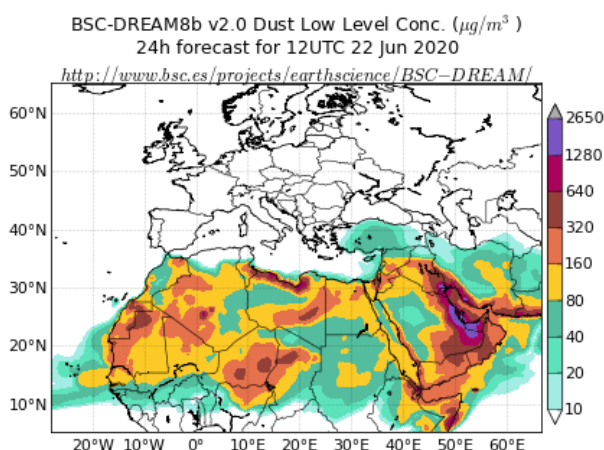 BSC-DREAM8b v2.0 Dust Low Level Conc. (μg/m³ )
24h forecast for 12UTC 22 Jun 2020
http://www.bsc.es/projects/earthscience/BSC−DREAM/
60°N
50°N
40°N
30°N
20°N
10°N
20°W 10°W 0° 10°E 20°E 30°E 40°E 50°E 60°E
2650
1280
640
320
160
80
40
20
10